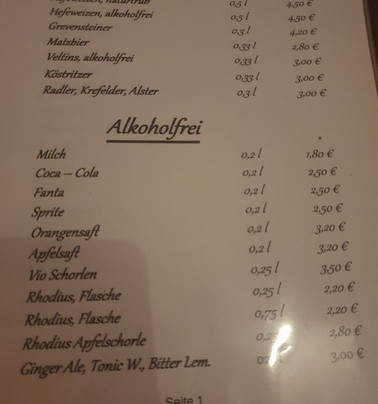 naturtrüb 0,5 l 4,50 €
Hefeweizen, alkoholfrei 0,5 l 4,50 €
Grevensteiner 0,3 l 4,20 €
Malzbier 0,33 l 2,80 €
Veltins, alkoholfrei 0,33 l 3,00 €
Köstritzer 0,33 l 3,00 €
Radler, Krefelder, Alster 0,3 l 3,00 €
Alkoholfrei
Milch 0,2 l 1,80 €
Coca – Cola 0,2 l 2,50 €
Fanta 0,2 l 2,50 €
Sprite 0,2 l 2,50 €
Orangensaft 0,2 l 3,20 €
Apfelsaft 0,2 l 3,20 €
Vio Schorlen 0,25 l 3,50 €
Rhodius, Flasche 0,25 l 2,20 €
Rhodius, Flasche 0,75 l 2,20 €
Rhodius Apfelschorle 2,80 €
Ginger Ale, Tonic W., Bitter Lem. 3,00 €
Seite 1